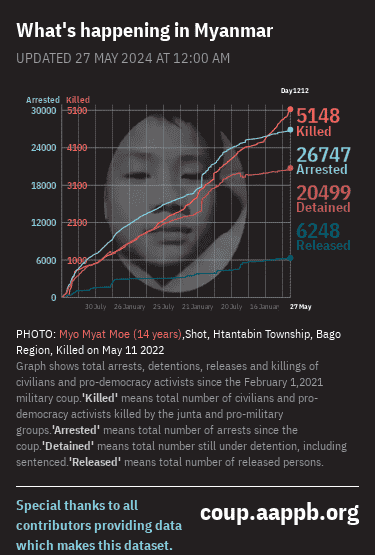 What's happening in Myanmar
UPDATED 27 MAY 2024 AT 12:00 AM
Day1212
Arrested Killed
30000 5100
24000 4100
18000 3100
12000 2100
6000 1000
0
5148
Killed
26747
Arrested
20499
Detained
6248
Released
30 July 26 January 25 July 21 January 20 July 16 January 27 May
PHOTO: Myo Myat Moe (14 years),Shot, Htantabin Township, Bago
Region, Killed on May 11 2022
Graph shows total arrests, detentions, releases and killings of
civilians and pro-democracy activists since the February 1,2021
military coup.'Killed' means total number of civilians and pro-
democracy activists killed by the junta and pro-military
groups.'Arrested' means total number of arrests since the
coup.'Detained' means total number still under detention, including
sentenced.'Released' means total number of released persons.
Special thanks to all
contributors providing data
which makes this dataset.
coup.aappb.org